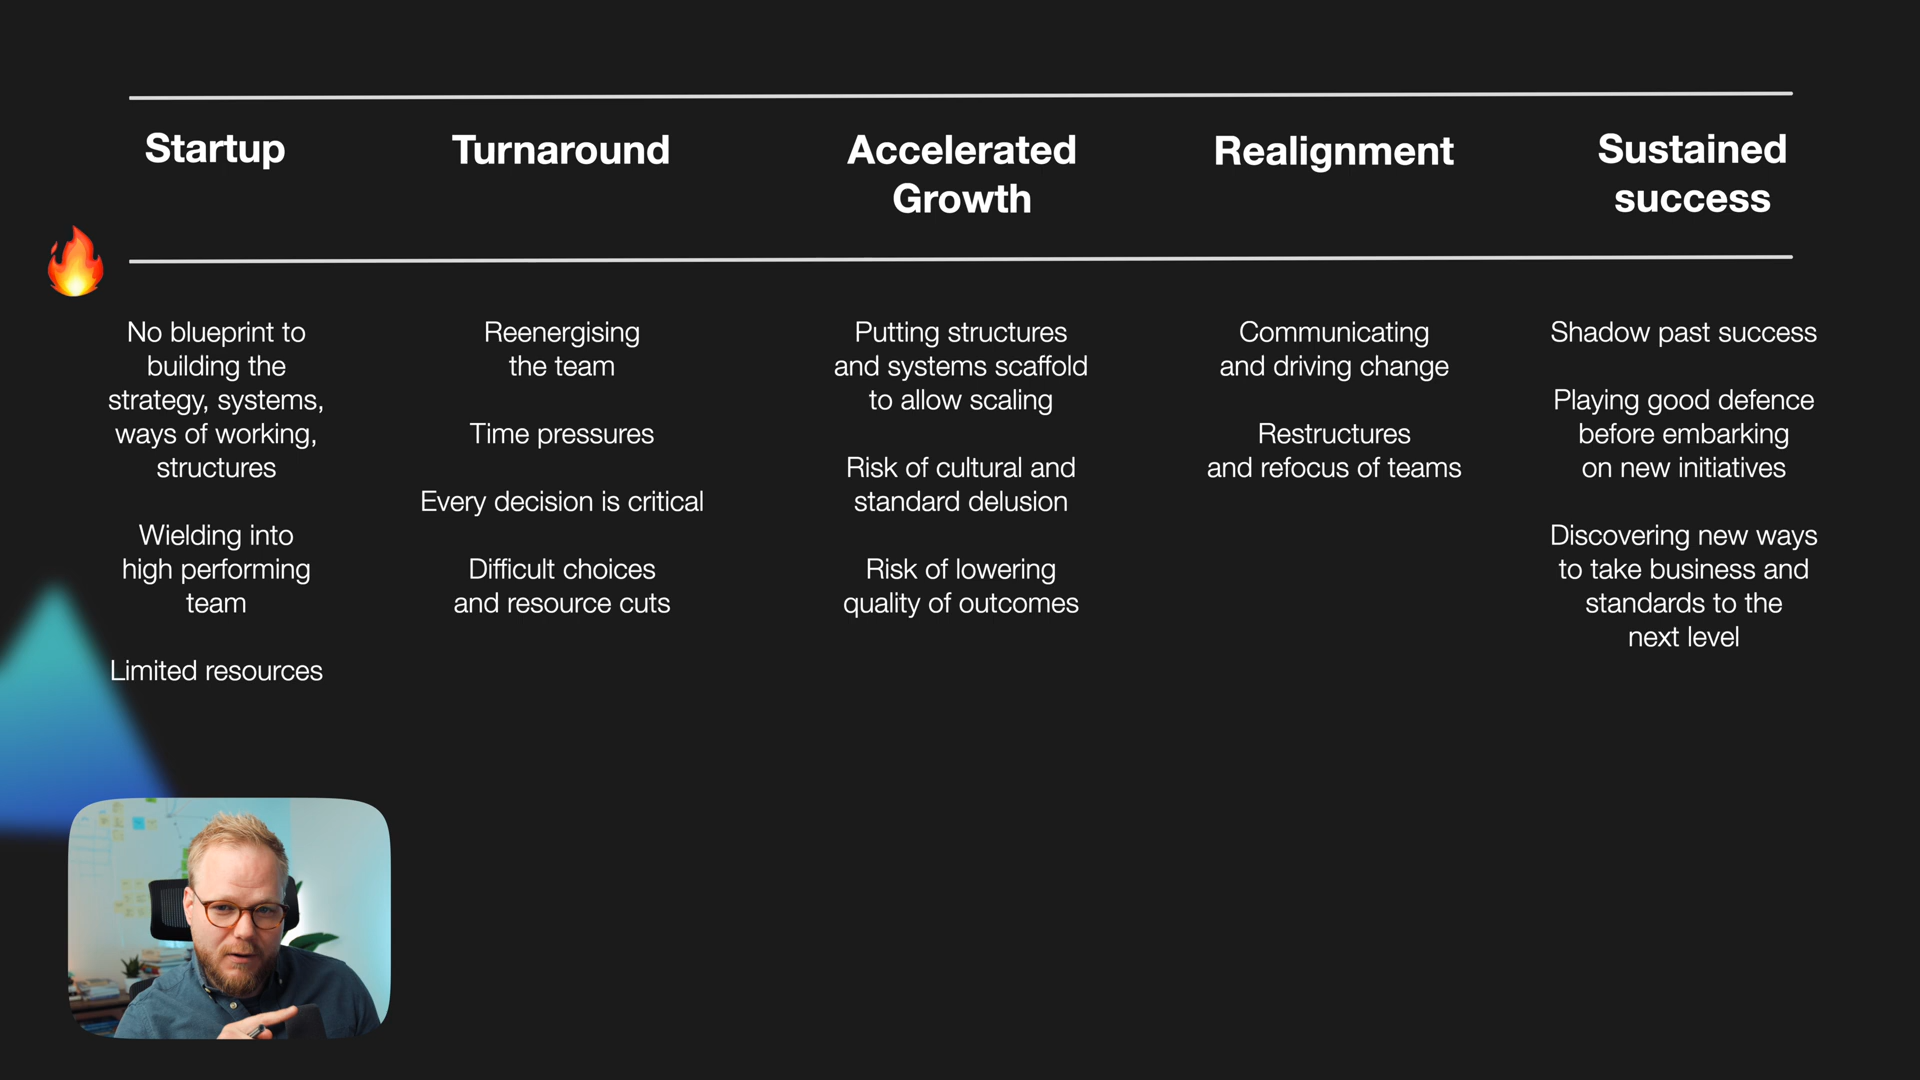 Startup
Turnaround
Accelerated
Growth
Realignment
Sustained
success
No blueprint to
building the
strategy, systems,
ways of working,
structures
Wielding into
high performing
team
Limited resources
Reenergising
the team
Time pressures
Every decision is critical
Difficult choices
and resource cuts
Putting structures
and systems scaffold
to allow scaling
Risk of cultural and
standard delusion
Risk of lowering
quality of outcomes
Communicating
and driving change
Restructures
and refocus of teams
Shadow past success
Playing good defence
before embarking
on new initiatives
Discovering new ways
to take business and
standards to the
next level